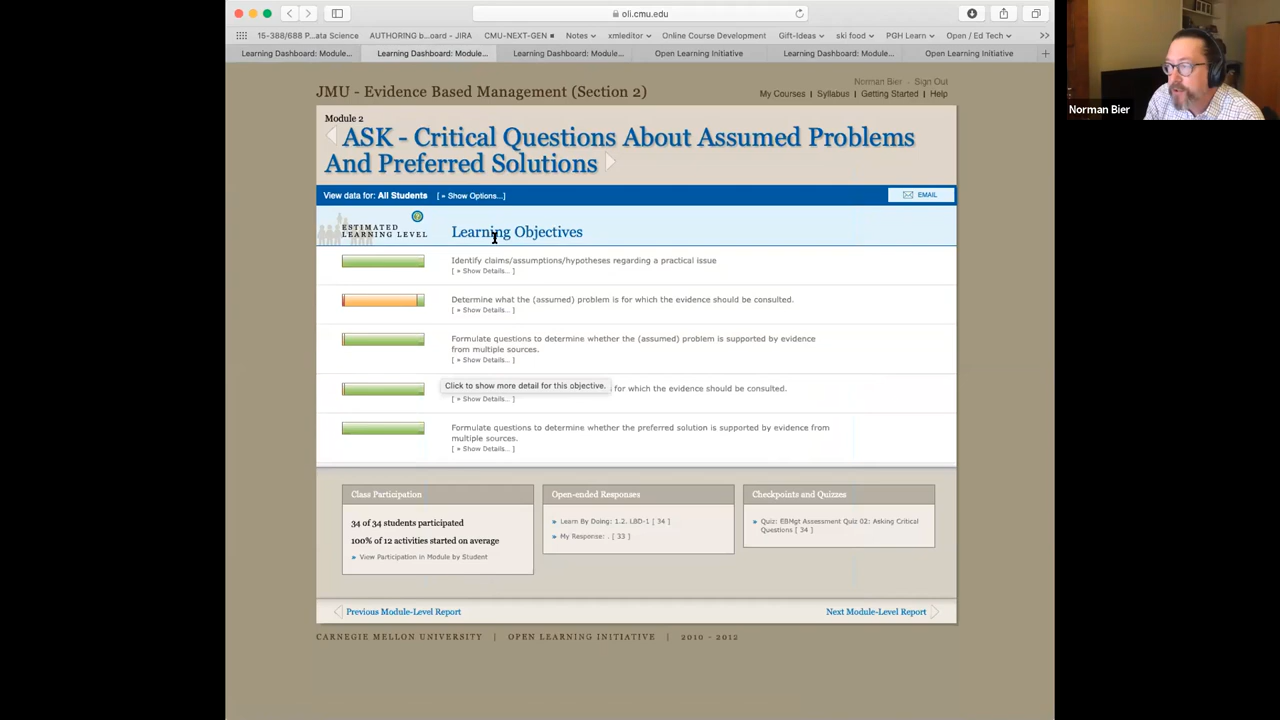 oli.cmu.edu
15-388/688 P...ata Science
AUTHORING b...oard - JIRA
CMU-NEXT-GEN
Notes
xmleditor
Online Course Development
Gift-Ideas
ski food
PGH Learn
Open / Ed Tech
Learning Dashboard: Module...
Learning Dashboard: Module...
Learning Dashboard: Module...
Open Learning Initiative
Learning Dashboard: Module...
Open Learning Initiative
Norman Bier
Norman Bier - Sign Out
JMU - Evidence Based Management (Section 2)
My Courses | Syllabus | Getting Started | Help
Module 2
ASK - Critical Questions About Assumed Problems
And Preferred Solutions
View data for: All Students [ » Show Options...]
EMAIL
ESTIMATED
LEARNING LEVEL
Learning Objectives
Identify claims/assumptions/hypotheses regarding a practical issue
[ » Show Details... ]
Determine what the (assumed) problem is for which the evidence should be consulted.
[ » Show Details... ]
Formulate questions to determine whether the (assumed) problem is supported by evidence
from multiple sources.
[ » Show Details... ]
Click to show more detail for this objective.
for which the evidence should be consulted.
[ » Show Details... ]
Formulate questions to determine whether the preferred solution is supported by evidence from
multiple sources.
[ » Show Details... ]
Class Participation
34 of 34 students participated
100% of 12 activities started on average
» View Participation in Module by Student
Open-ended Responses
» Learn By Doing: 1.2. LBD-1 [ 34 ]
» My Response: . [ 33 ]
Checkpoints and Quizzes
» Quiz: EBMgt Assessment Quiz 02: Asking Critical
Questions [ 34 ]
Previous Module-Level Report
Next Module-Level Report
CARNEGIE MELLON UNIVERSITY | OPEN LEARNING INITIATIVE | 2010 - 2012